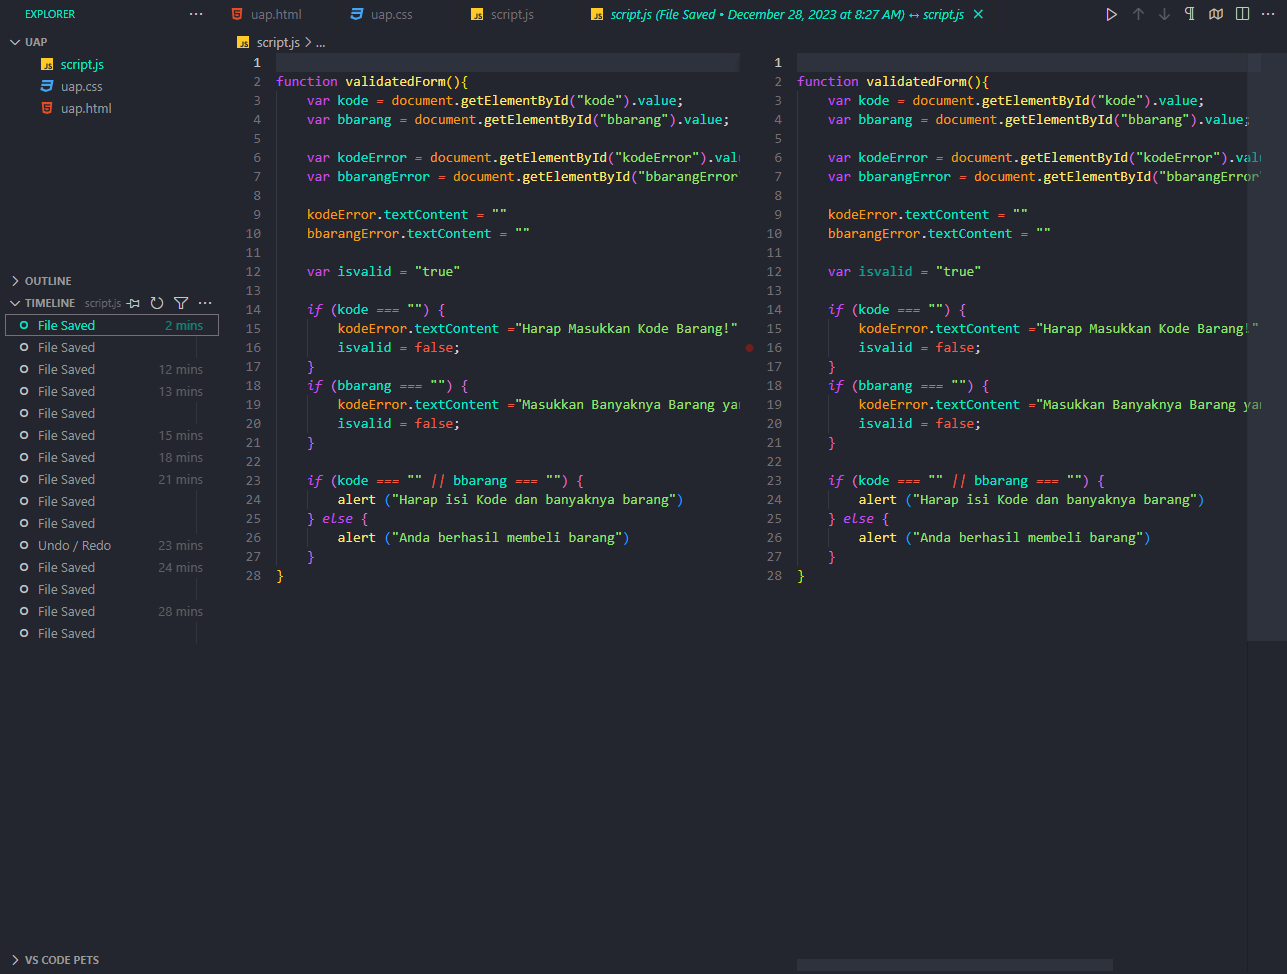 EXPLORER
uap.html
uap.css
script.js
script.js (File Saved • December 28, 2023 at 8:27 AM) ↔ script.js
UAP
script.js
uap.css
uap.html
OUTLINE
TIMELINE script.js
File Saved 2 mins
File Saved
File Saved 12 mins
File Saved 13 mins
File Saved
File Saved 15 mins
File Saved 18 mins
File Saved 21 mins
File Saved
File Saved
Undo / Redo 23 mins
File Saved 24 mins
File Saved
File Saved 28 mins
File Saved
VS CODE PETS
script.js > ...
1
2 function validatedForm(){
3     var kode = document.getElementById("kode").value;
4     var bbarang = document.getElementById("bbarang").value;
5
6     var kodeError = document.getElementById("kodeError").val
7     var bbarangError = document.getElementById("bbarangError"
8
9     kodeError.textContent = ""
10     bbarangError.textContent = ""
11
12     var isvalid = "true"
13
14     if (kode === "") {
15         kodeError.textContent ="Harap Masukkan Kode Barang!"
16         isvalid = false;
17     }
18     if (bbarang === "") {
19         kodeError.textContent ="Masukkan Banyaknya Barang ya
20         isvalid = false;
21     }
22
23     if (kode === "" || bbarang === "") {
24         alert ("Harap isi Kode dan banyaknya barang")
25     } else {
26         alert ("Anda berhasil membeli barang")
27     }
28 }
1
2 function validatedForm(){
3     var kode = document.getElementById("kode").value;
4     var bbarang = document.getElementById("bbarang").value;
5
6     var kodeError = document.getElementById("kodeError").val
7     var bbarangError = document.getElementById("bbarangError"
8
9     kodeError.textContent = ""
10     bbarangError.textContent = ""
11
12     var isvalid = "true"
13
14     if (kode === "") {
15         kodeError.textContent ="Harap Masukkan Kode Barang!"
16         isvalid = false;
17     }
18     if (bbarang === "") {
19         kodeError.textContent ="Masukkan Banyaknya Barang ya
20         isvalid = false;
21     }
22
23     if (kode === "" || bbarang === "") {
24         alert ("Harap isi Kode dan banyaknya barang")
25     } else {
26         alert ("Anda berhasil membeli barang")
27     }
28 }